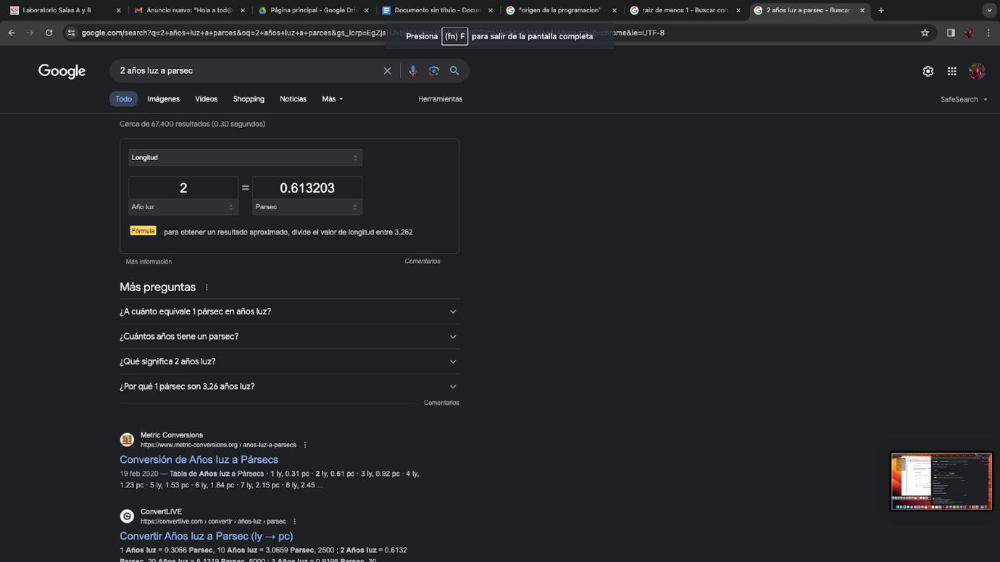 Laboratorio Salas A y B
Anuncio nuevo: "Hola a tod@
Página principal - Google Dri
Documento sin título - Docum
"origen de la programacion" -
raiz de menos 1 - Buscar con
2 años luz a parsec - Buscar
google.com/search?q=2+años+luz+a+parces&oq=2+años+luz+a+parces&gs_lcrp=EgZja
chrome&ie=UTF-8
Presiona (fn) F para salir de la pantalla completa
Google
2 años luz a parsec
Todo Imágenes Videos Shopping Noticias Más Herramientas
SafeSearch
Cerca de 67,400 resultados (0.30 segundos)
Longitud
2 = 0.613203
Año luz Parsec
Fórmula para obtener un resultado aproximado, divide el valor de longitud entre 3.262
Más información Comentarios
Más preguntas
¿A cuánto equivale 1 pársec en años luz?
¿Cuántos años tiene un parsec?
¿Qué significa 2 años luz?
¿Por qué 1 pársec son 3,26 años luz?
Comentarios
Metric Conversions
https://www.metric-conversions.org › anos-luz-a-parsecs
Conversión de Años luz a Pársecs
19 feb 2020 — Tabla de Años luz a Pársecs · 1 ly, 0.31 pc · 2 ly, 0.61 pc · 3 ly, 0.92 pc · 4 ly,
1.23 pc · 5 ly, 1.53 pc · 6 ly, 1.84 pc · 7 ly, 2.15 pc · 8 ly, 2.45 ...
ConvertLIVE
https://convertlive.com › convertir › años-luz › parsec
Convertir Años luz a Parsec (ly → pc)
1 Años luz = 0.3066 Parsec, 10 Años luz = 3.0659 Parsec, 2500 ; 2 Años luz = 0.6132
Parsec, 20 Años luz = 6.1319 Parsec, 5000 ; 3 Años luz = 0.9198 Parsec, 30